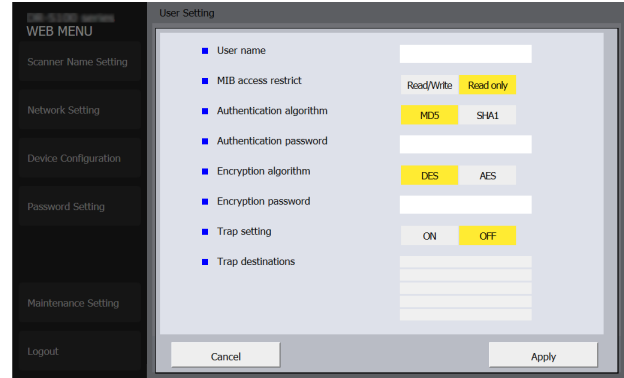 WEB MENU
Scanner Name Setting
Network Setting
Device Configuration
Password Setting
Maintenance Setting
Logout
User Setting
User name
MIB access restrict Read/Write Read only
Authentication algorithm MD5 SHA1
Authentication password
Encryption algorithm DES AES
Encryption password
Trap setting ON OFF
Trap destinations
Cancel Apply